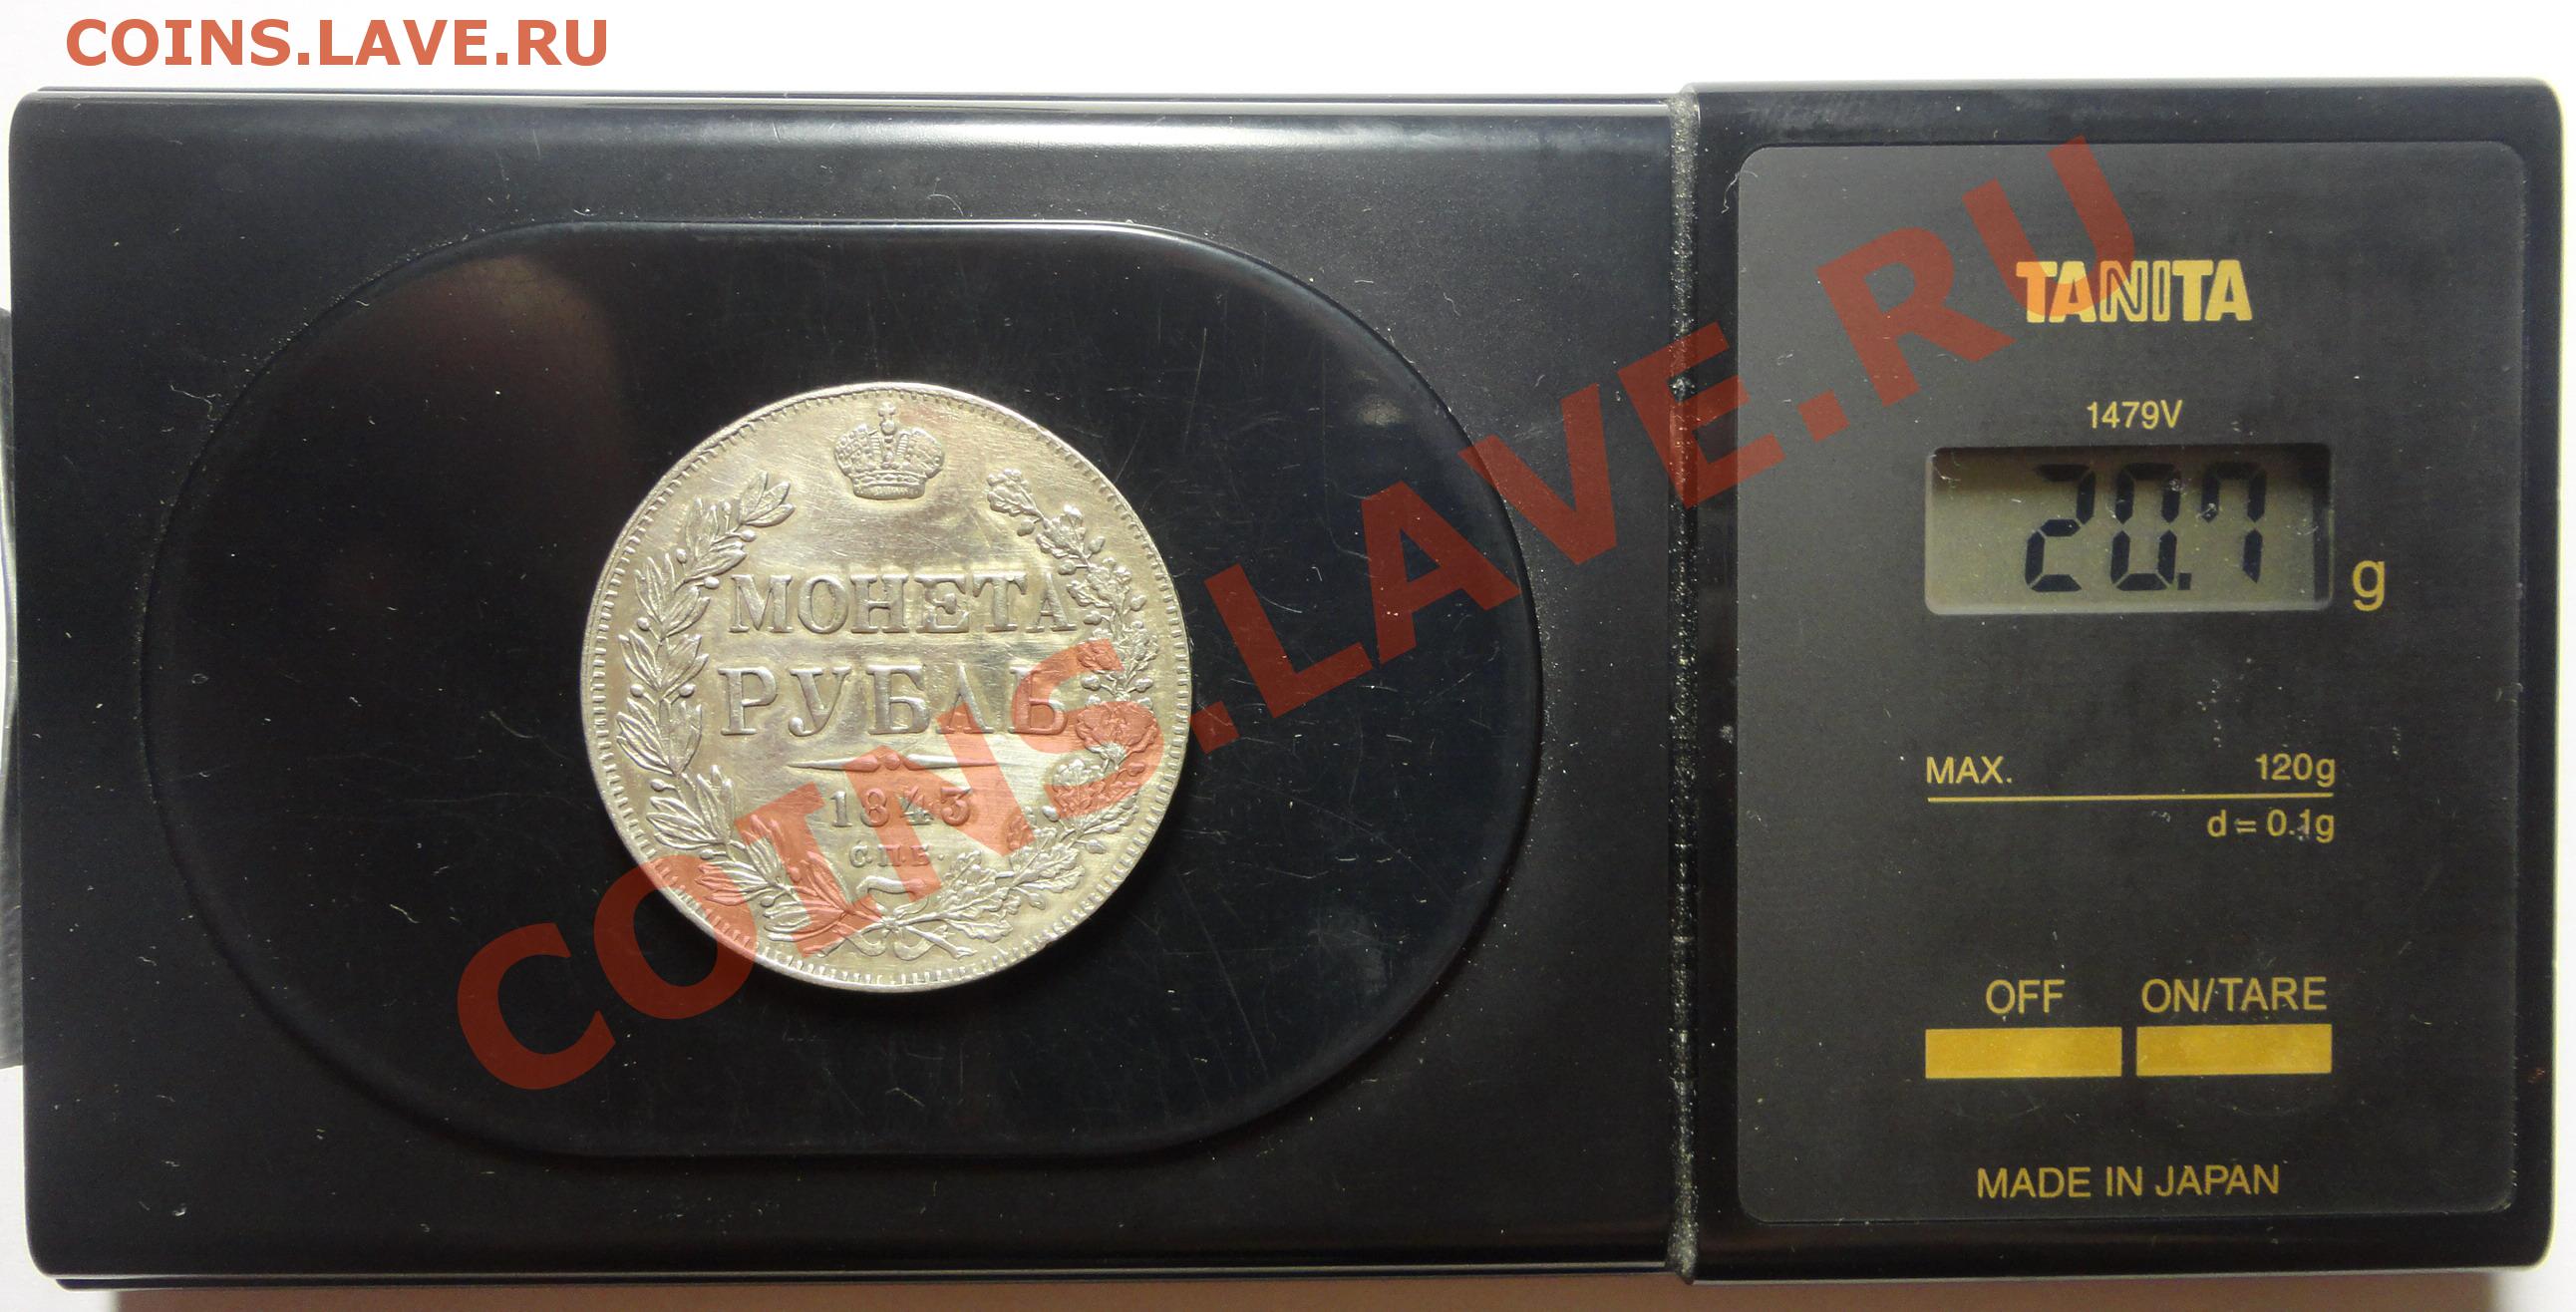 COINS.LAVE.RU
МОНЕТА
РУБЛЬ
1843
С.П.Б.
COINS.LAVE.RU
TANITA
1479V
20.7
g
MAX. 120g
d = 0.1g
OFF ON/TARE
MADE IN JAPAN